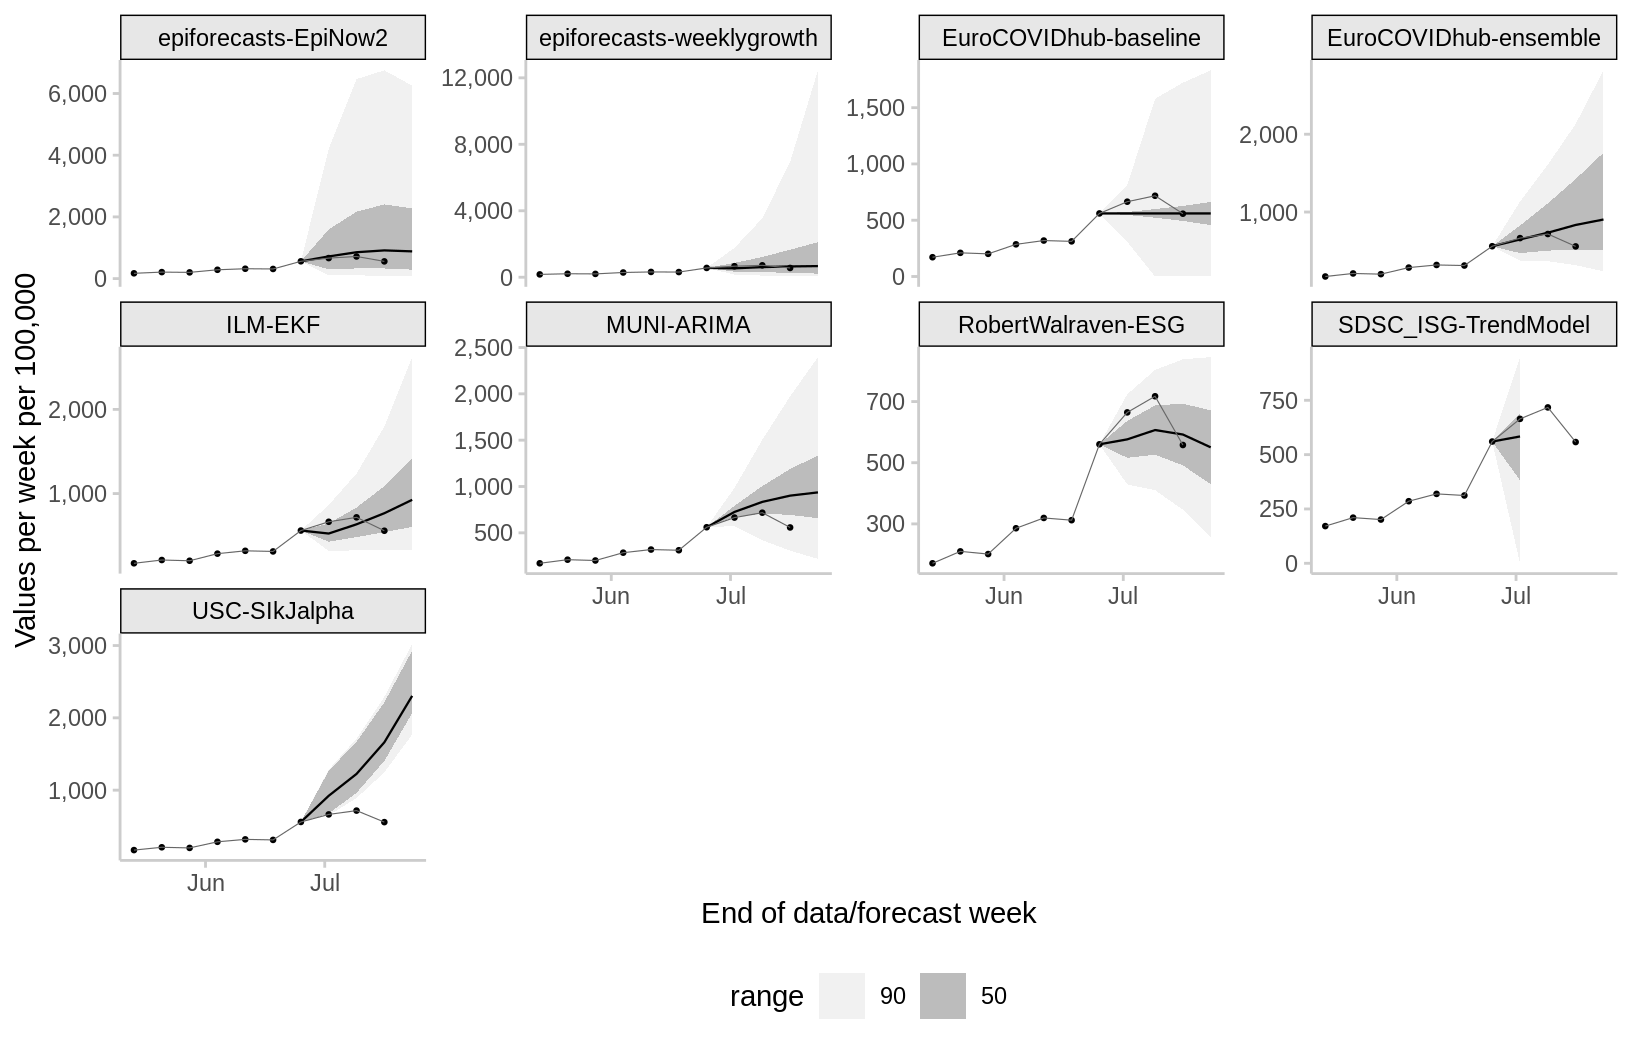 epiforecasts-EpiNow2
epiforecasts-weeklygrowth
EuroCOVIDhub-baseline
EuroCOVIDhub-ensemble
6,000
4,000
2,000
0
12,000
8,000
4,000
0
1,500
1,000
500
0
2,000
1,000
ILM-EKF
MUNI-ARIMA
RobertWalraven-ESG
SDSC_ISG-TrendModel
2,000
1,000
2,500
2,000
1,500
1,000
500
Jun
Jul
700
500
300
Jun
Jul
750
500
250
0
Jun
Jul
USC-SIkJalpha
3,000
2,000
1,000
Jun
Jul
Values per week per 100,000
End of data/forecast week
range
90
50